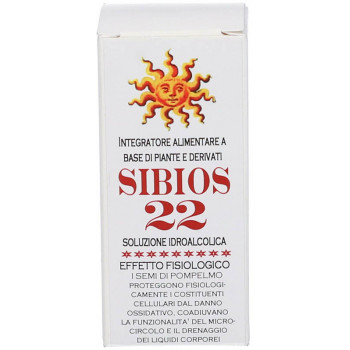 INTEGRATORE ALIMENTARE A
BASE DI PIANTE E DERIVATI
SIBIOS
22
SOLUZIONE IDROALCOLICA
EFFETTO FISIOLOGICO
I SEMI DI POMPELMO
PROTEGGONO FISIOLOGI-
CAMENTE I COSTITUENTI
CELLULARI DAL DANNO
OSSIDATIVO, COADIUVANO
LA FUNZIONALITA' DEL MICRO-
CIRCOLO E IL DRENAGGIO
DEI LIQUIDI CORPOREI